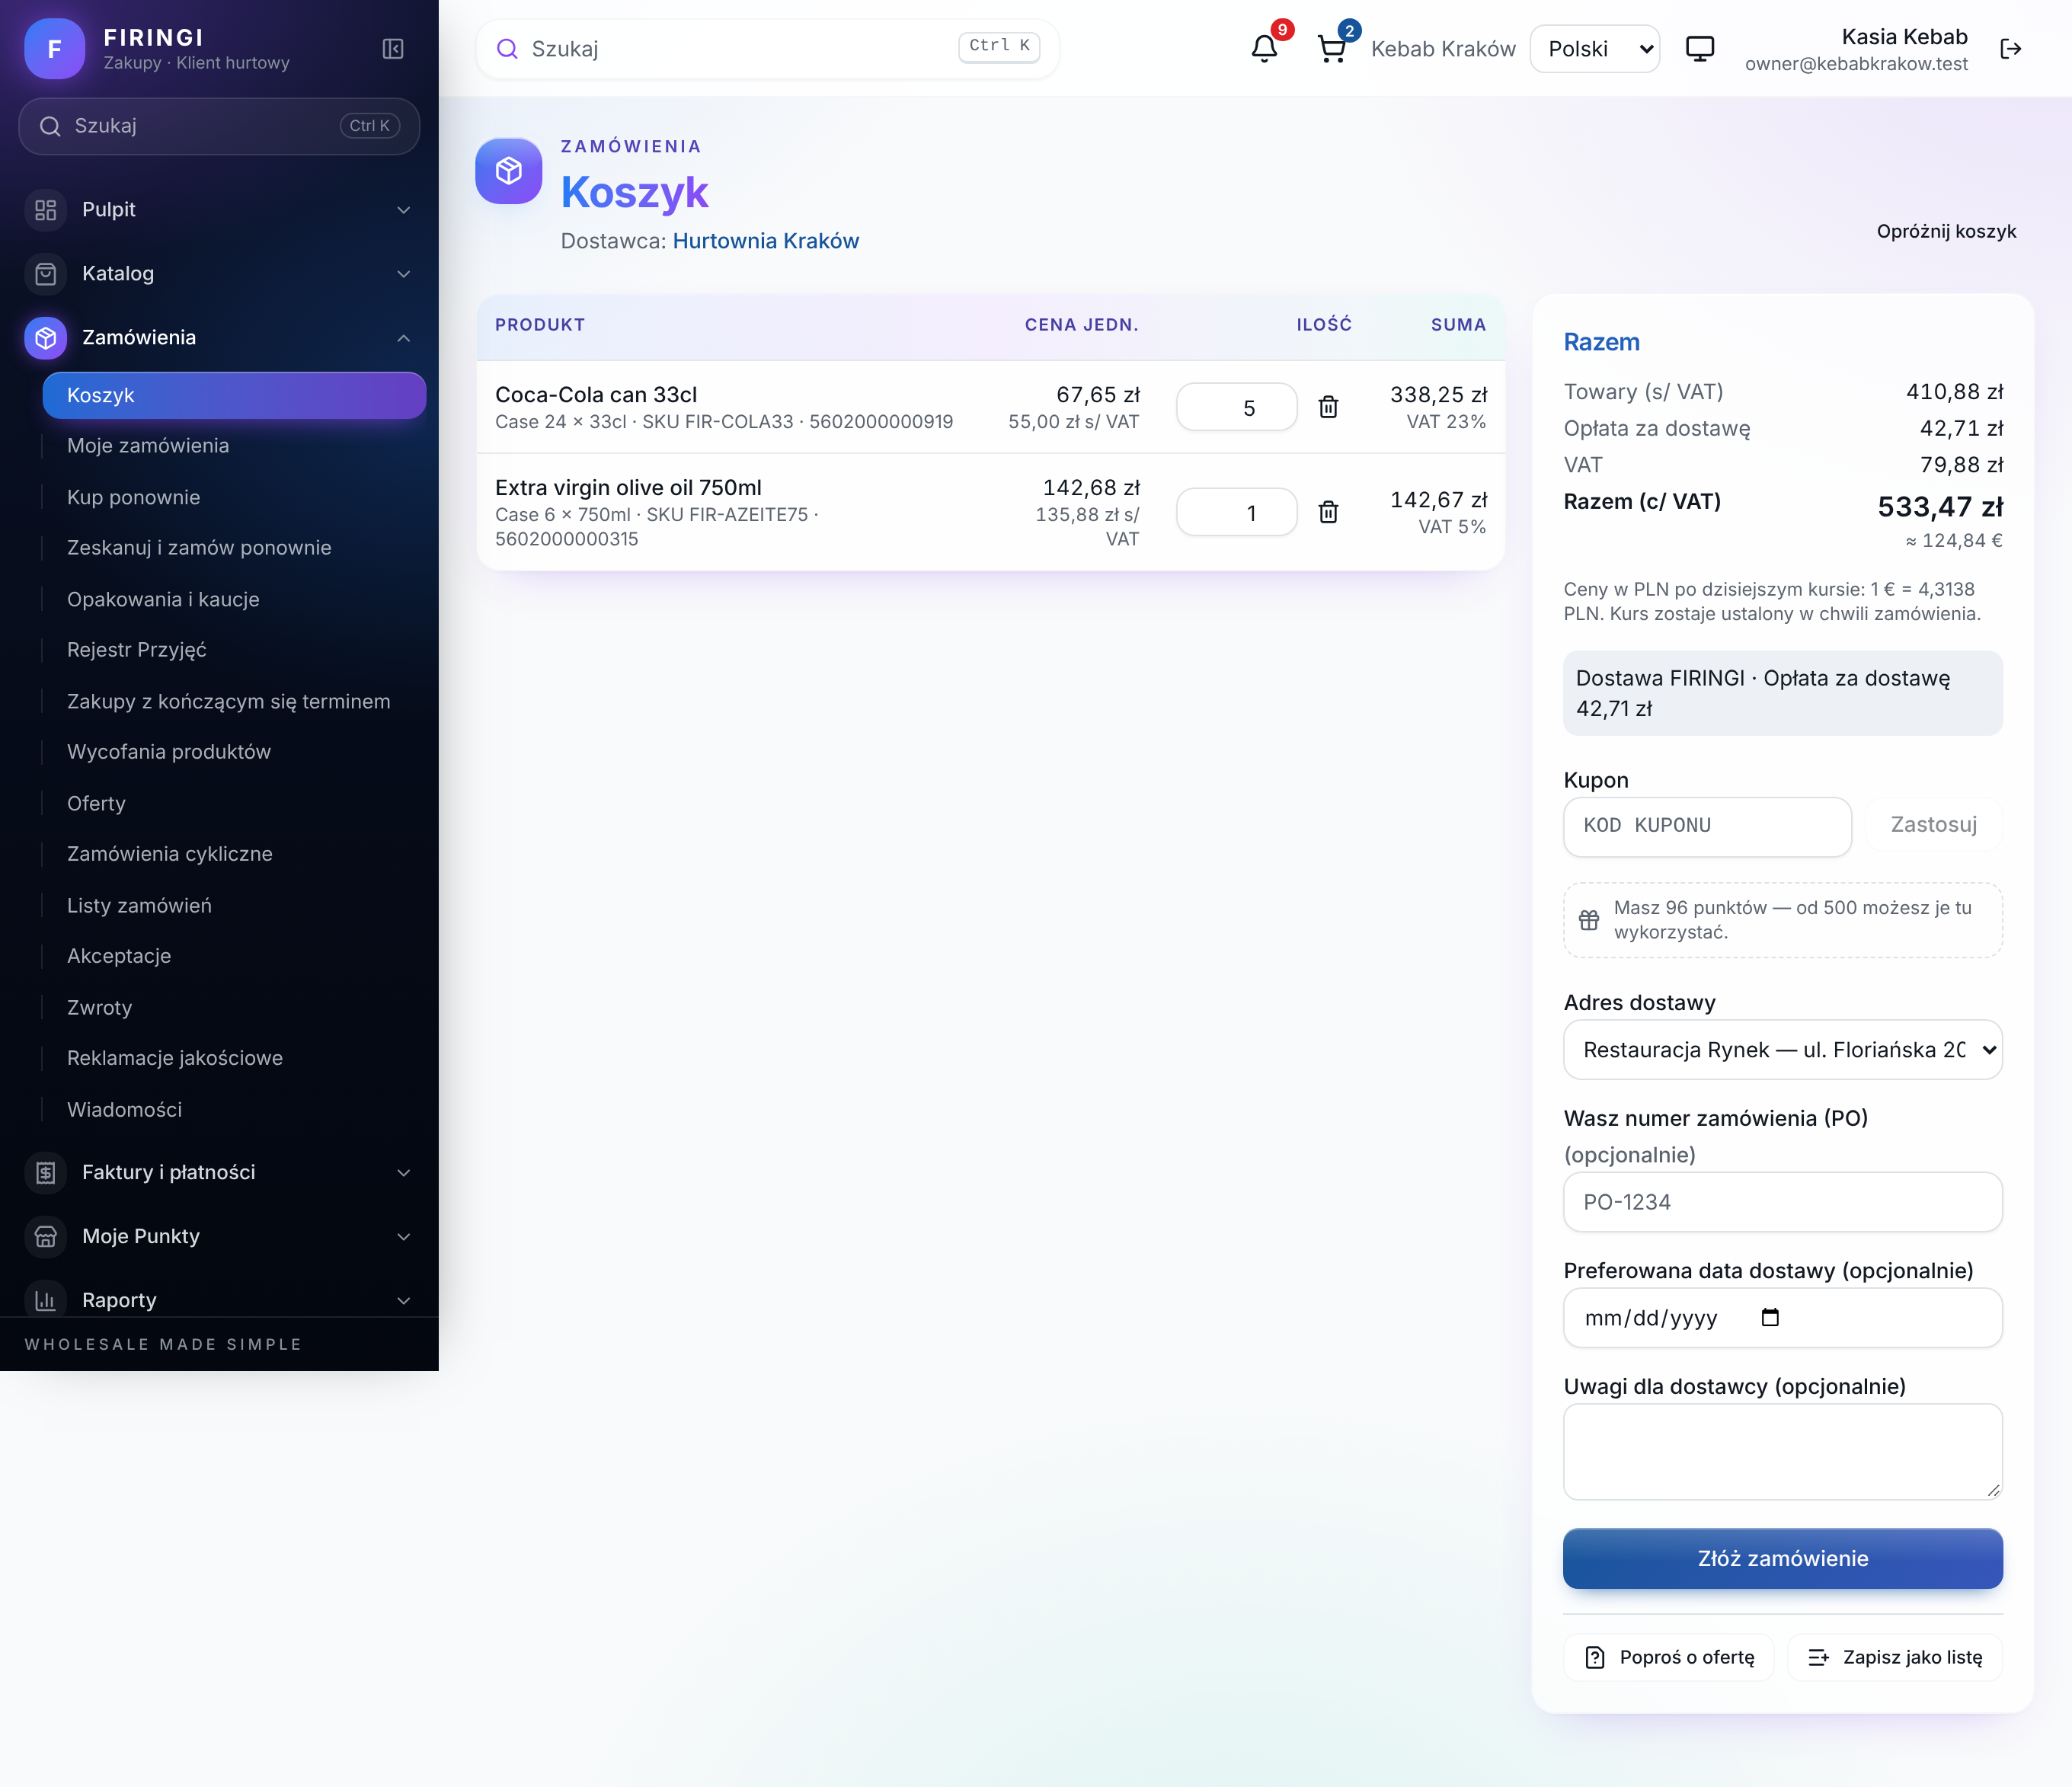 F
FIRINGI
Zakupy · Klient hurtowy
Szukaj
Ctrl K
Pulpit
Katalog
Zamówienia
Koszyk
Moje zamówienia
Kup ponownie
Zeskanuj i zamów ponownie
Opakowania i kaucje
Rejestr Przyjęć
Zakupy z kończącym się terminem
Wycofania produktów
Oferty
Zamówienia cykliczne
Listy zamówień
Akceptacje
Zwroty
Reklamacje jakościowe
Wiadomości
Faktury i płatności
Moje Punkty
Raporty
WHOLESALE MADE SIMPLE
Szukaj
Ctrl K
9
2
Kebab Kraków
Polski
Kasia Kebab
owner@kebabkrakow.test
ZAMÓWIENIA
Koszyk
Dostawca: Hurtownia Kraków
Opróżnij koszyk
PRODUKT CENA JEDN. ILOŚĆ SUMA
Coca-Cola can 33cl
Case 24 × 33cl · SKU FIR-COLA33 · 5602000000919
67,65 zł
55,00 zł s/ VAT
5
338,25 zł
VAT 23%
Extra virgin olive oil 750ml
Case 6 × 750ml · SKU FIR-AZEITE75 ·
5602000000315
142,68 zł
135,88 zł s/
VAT
1
142,67 zł
VAT 5%
Razem
Towary (s/ VAT) 410,88 zł
Opłata za dostawę 42,71 zł
VAT 79,88 zł
Razem (c/ VAT) 533,47 zł
≈ 124,84 €
Ceny w PLN po dzisiejszym kursie: 1 € = 4,3138
PLN. Kurs zostaje ustalony w chwili zamówienia.
Dostawa FIRINGI · Opłata za dostawę
42,71 zł
Kupon
KOD KUPONU
Zastosuj
Masz 96 punktów — od 500 możesz je tu
wykorzystać.
Adres dostawy
Restauracja Rynek — ul. Floriańska 20
Wasz numer zamówienia (PO)
(opcjonalnie)
PO-1234
Preferowana data dostawy (opcjonalnie)
mm/dd/yyyy
Uwagi dla dostawcy (opcjonalnie)
Złóż zamówienie
Poproś o ofertę
Zapisz jako listę